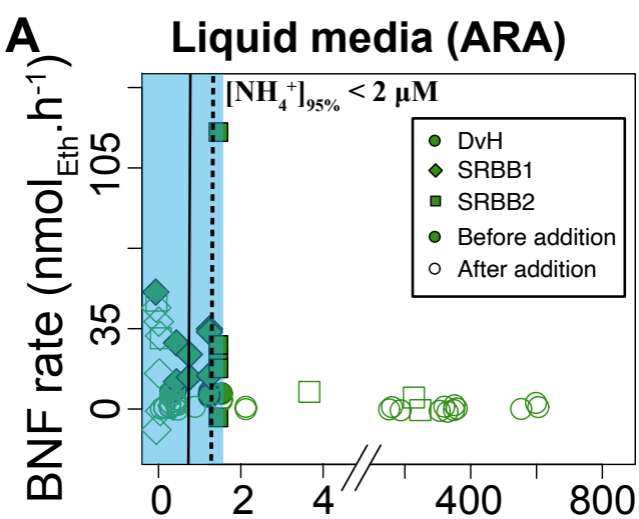 A
Liquid media (ARA)
[NH₄⁺]₉₅% < 2 µM
BNF rate (nmol_Eth.h⁻¹)
105
35
0
DvH
SRBB1
SRBB2
Before addition
After addition
0 2 4 400 800